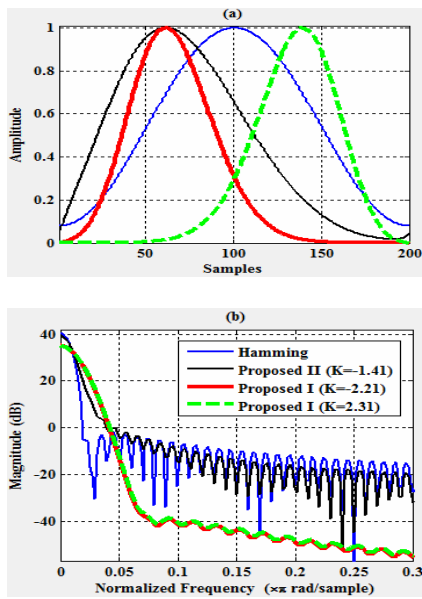 (a)
1
0.8
0.6
0.4
0.2
0
Amplitude
50
100
150
200
Samples
(b)
40
20
0
-20
-40
Magnitude (dB)
Hamming
Proposed II (K=-1.41)
Proposed I (K=-2.21)
Proposed I (K=2.31)
0
0.05
0.1
0.15
0.2
0.25
0.3
Normalized Frequency (×π rad/sample)